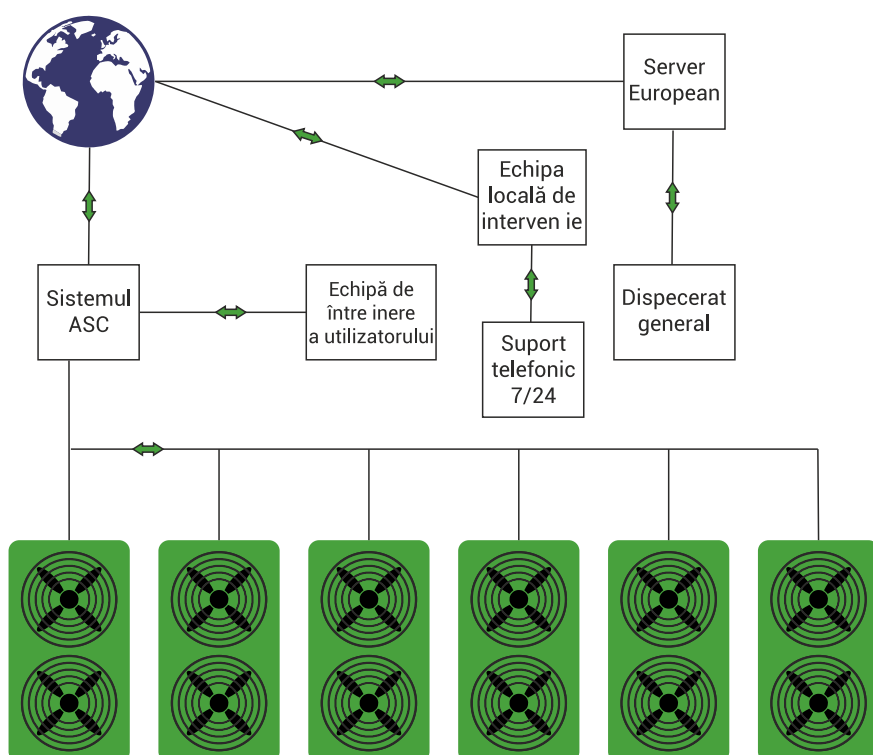 Server
European
Echipa
locală de
interven ie
Sistemul
ASC
Echipă de
între inere
a utilizatorului
Dispecerat
general
Suport
telefonic
7/24